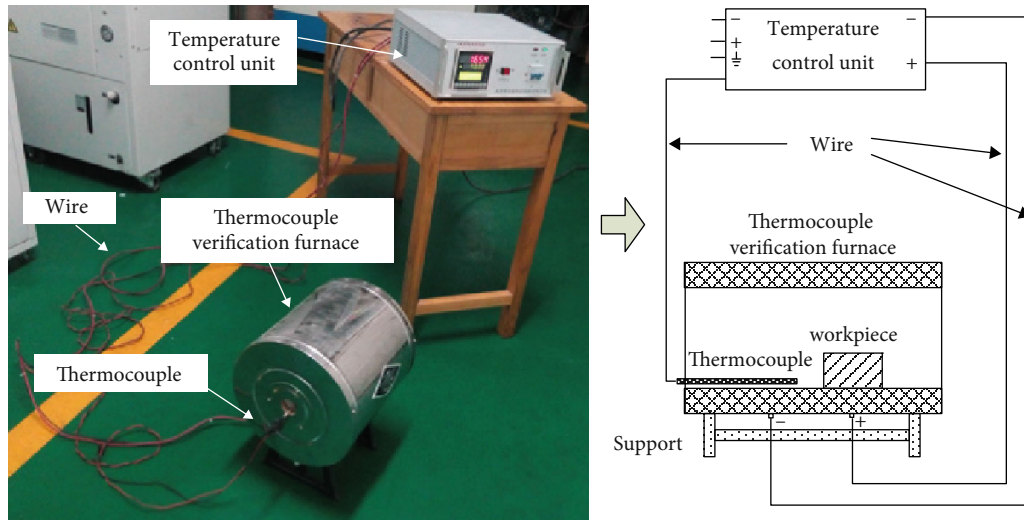 Temperature
control unit
Wire
Thermocouple
verification furnace
Thermocouple
−
+
Temperature
control unit
−
+
Wire
Thermocouple
verification furnace
workpiece
Thermocouple
−
+
Support